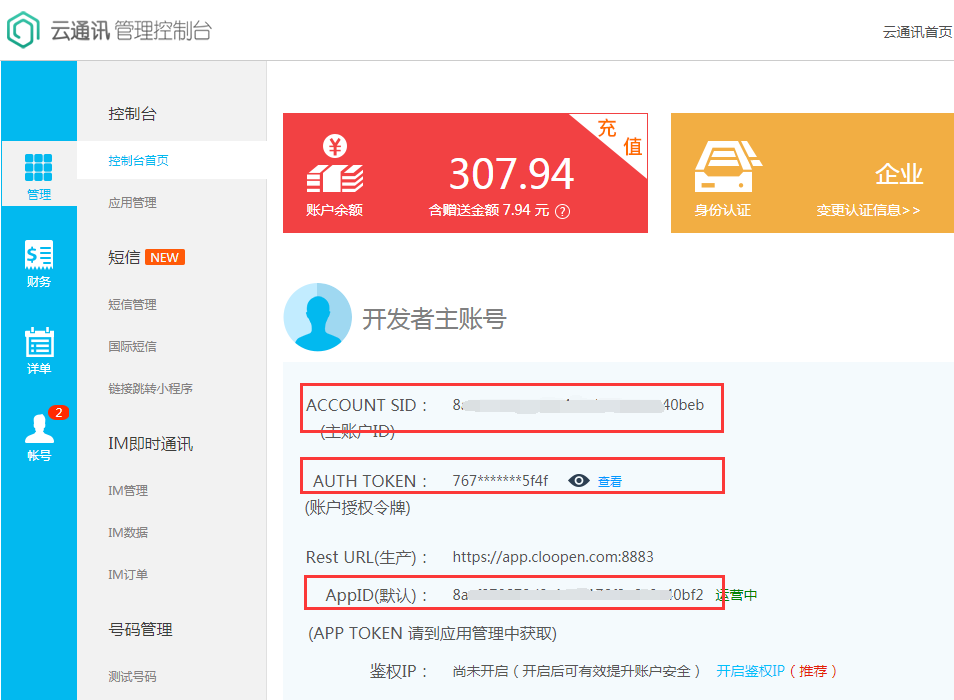 云通讯 管理控制台
云通讯首页
管理
财务
详单
2
帐号
控制台
控制台首页
应用管理
短信 NEW
短信管理
国际短信
链接跳转小程序
IM即时通讯
IM管理
IM数据
IM订单
号码管理
测试号码
充值
¥
307.94
账户余额
含赠送金额 7.94 元 ?
企业
身份认证
变更认证信息>>
开发者主账号
ACCOUNT SID : 8 40beb
(主账户ID)
AUTH TOKEN : 767*******5f4f 查看
(账户授权令牌)
Rest URL(生产) : https://app.cloopen.com:8883
AppID(默认) : 8a 40bf2 运营中
(APP TOKEN 请到应用管理中获取)
鉴权IP : 尚未开启 ( 开启后可有效提升账户安全 ) 开启鉴权IP ( 推荐 )